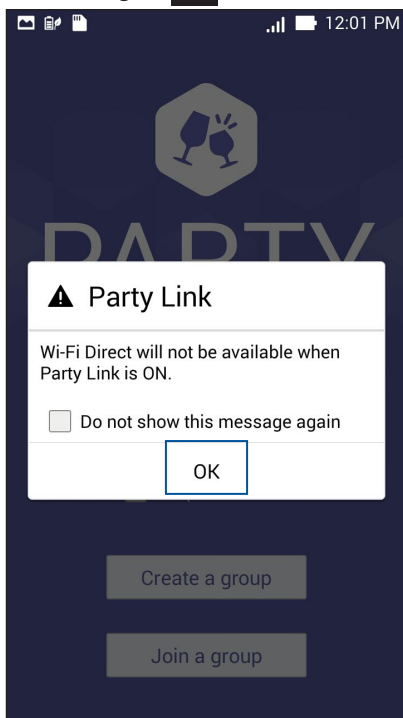 12:01 PM
PARTY
Party Link
Wi-Fi Direct will not be available when
Party Link is ON.
Do not show this message again
OK
Create a group
Join a group